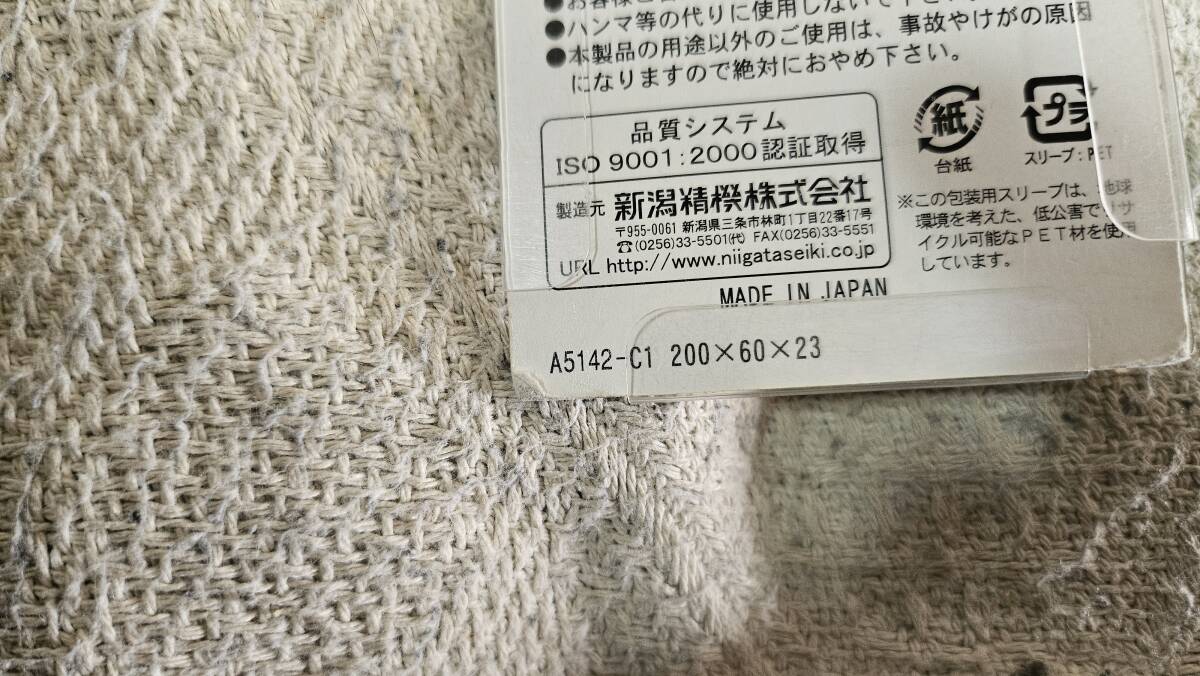 ●ハンマ等の代りに使用しないで下さい。
●本製品の用途以外のご使用は、事故やけがの原因
になりますので絶対におやめ下さい。
品質システム
ISO 9001:2000認証取得
製造元 新潟精機株式会社
〒955-0061 新潟県三条市林町1丁目22番17号
☎(0256)33-5501(代) FAX(0256)33-5551
URL http://www.niigataseiki.co.jp
紙
台紙
プラ
スリーブ:PET
※この包装用スリーブは、地球
環境を考えた、低公害でリサ
イクル可能なPET材を使用
しています。
MADE IN JAPAN
A5142-C1 200×60×23